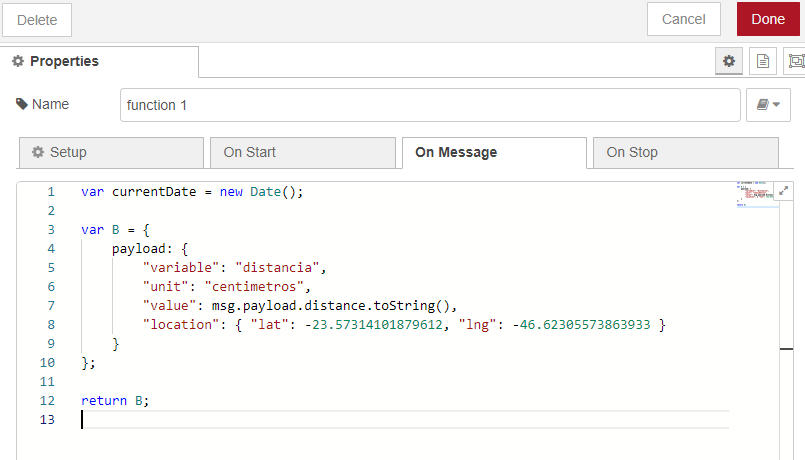 Delete
Cancel
Done
Properties
Name
function 1
Setup
On Start
On Message
On Stop
1 var currentDate = new Date();
2
3 var B = {
4 payload: {
5 "variable": "distancia",
6 "unit": "centimetros",
7 "value": msg.payload.distance.toString(),
8 "location": { "lat": -23.57314101879612, "lng": -46.62305573863933 }
9 }
10 };
11
12 return B;
13